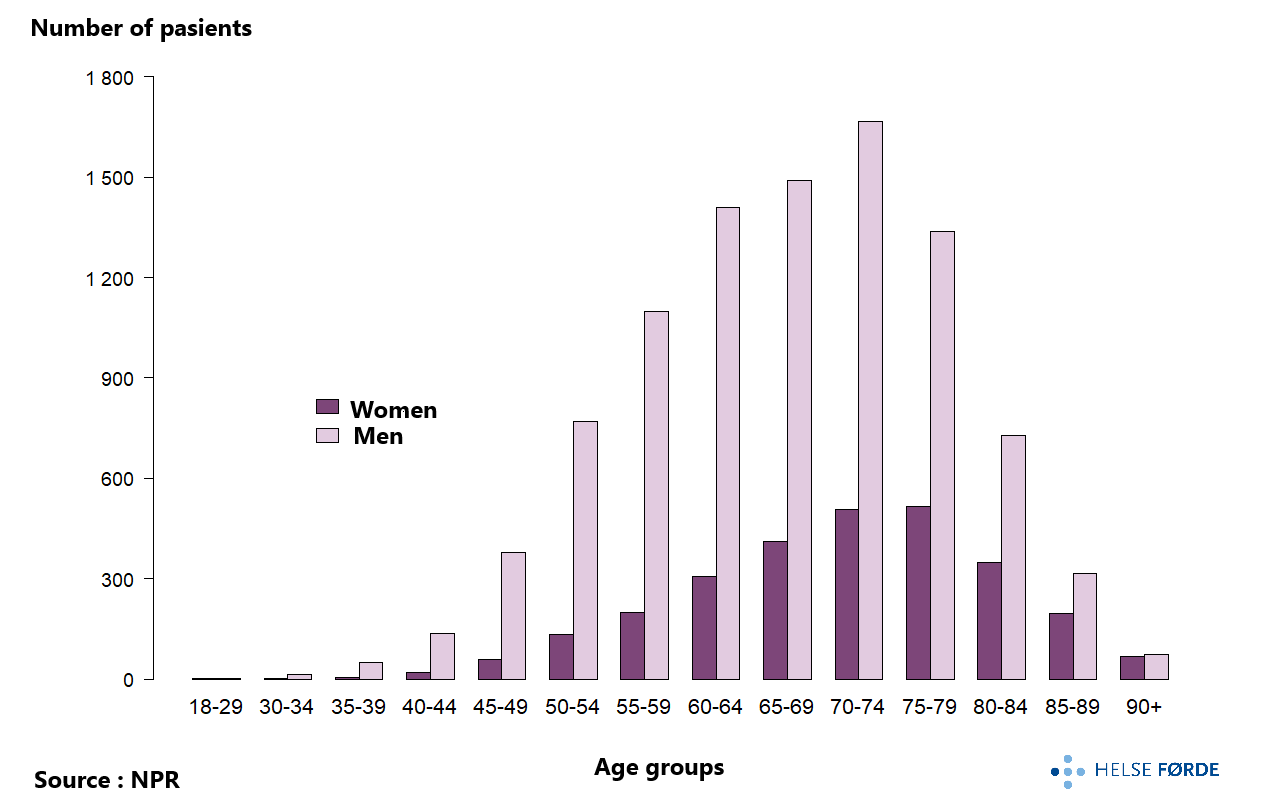 Number of pasients
1 800
1 500
1 200
900
600
300
0
Women
Men
18-29 30-34 35-39 40-44 45-49 50-54 55-59 60-64 65-69 70-74 75-79 80-84 85-89 90+
Age groups
Source : NPR
HELSE FØRDE